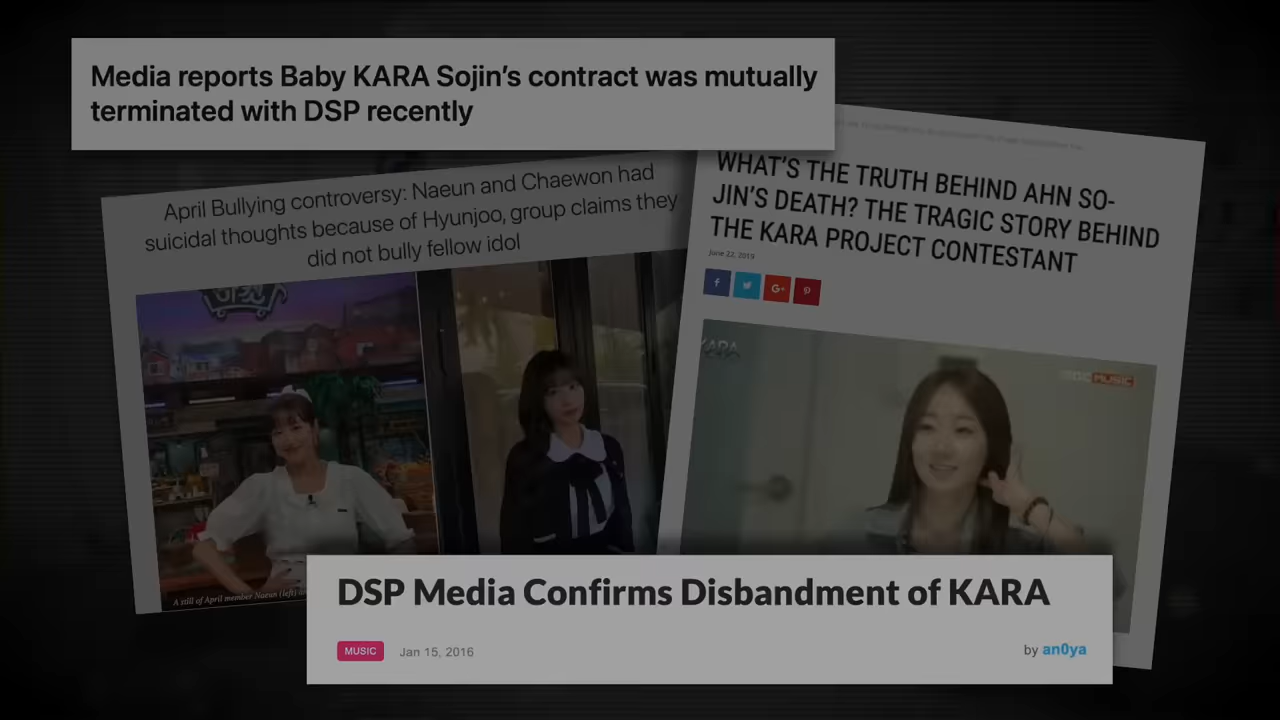 Media reports Baby KARA Sojin's contract was mutually
terminated with DSP recently
April Bullying controversy: Naeun and Chaewon had
suicidal thoughts because of Hyunjoo, group claims they
did not bully fellow idol
A still of April member Naeun (left)
WHAT'S THE TRUTH BEHIND AHN SO-
JIN'S DEATH? THE TRAGIC STORY BEHIND
THE KARA PROJECT CONTESTANT
June 22, 2019
KARA
MBC MUSIC
DSP Media Confirms Disbandment of KARA
MUSIC
Jan 15, 2016
by an0ya